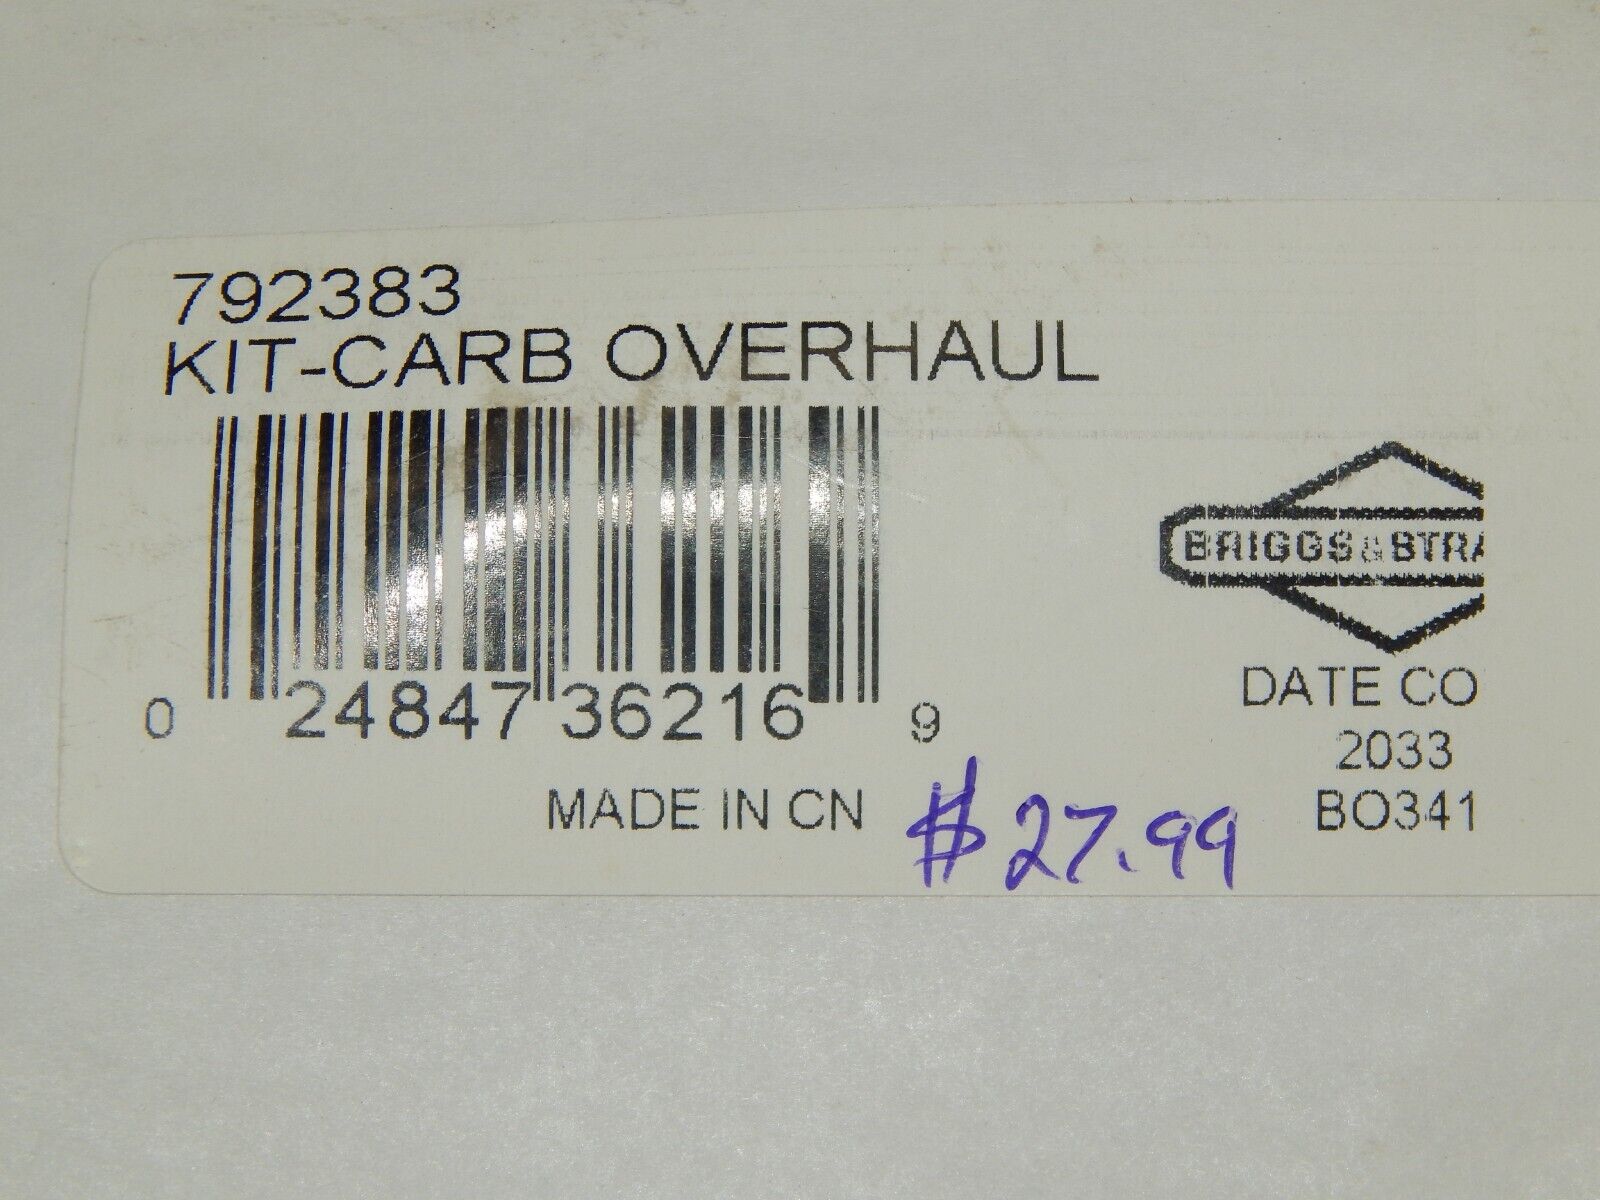 792383
KIT-CARB OVERHAUL
0 24847 36216 9
MADE IN CN
$27.99
BRIGGS&STRA
DATE CO
2033
BO341